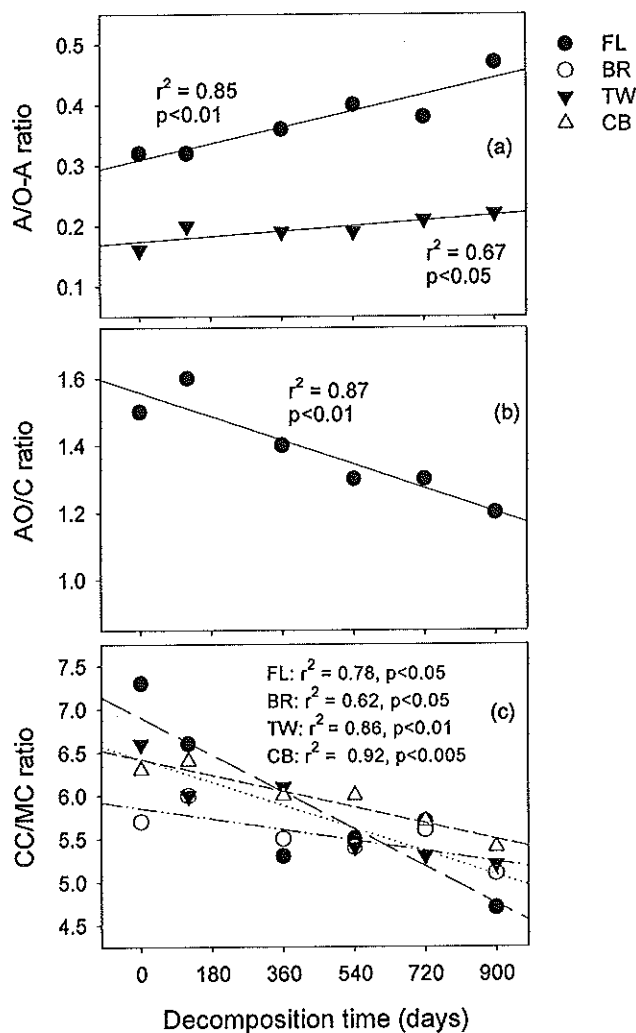 0.5
0.4
0.3
0.2
0.1
A/O-A ratio
r² = 0.85
p<0.01
(a)
r² = 0.67
p<0.05
FL
BR
TW
CB
1.6
1.4
1.2
1.0
AO/C ratio
r² = 0.87
p<0.01
(b)
7.5
7.0
6.5
6.0
5.5
5.0
4.5
CC/MC ratio
FL: r² = 0.78, p<0.05
BR: r² = 0.62, p<0.05
TW: r² = 0.86, p<0.01
CB: r² = 0.92, p<0.005
(c)
0 180 360 540 720 900
Decomposition time (days)